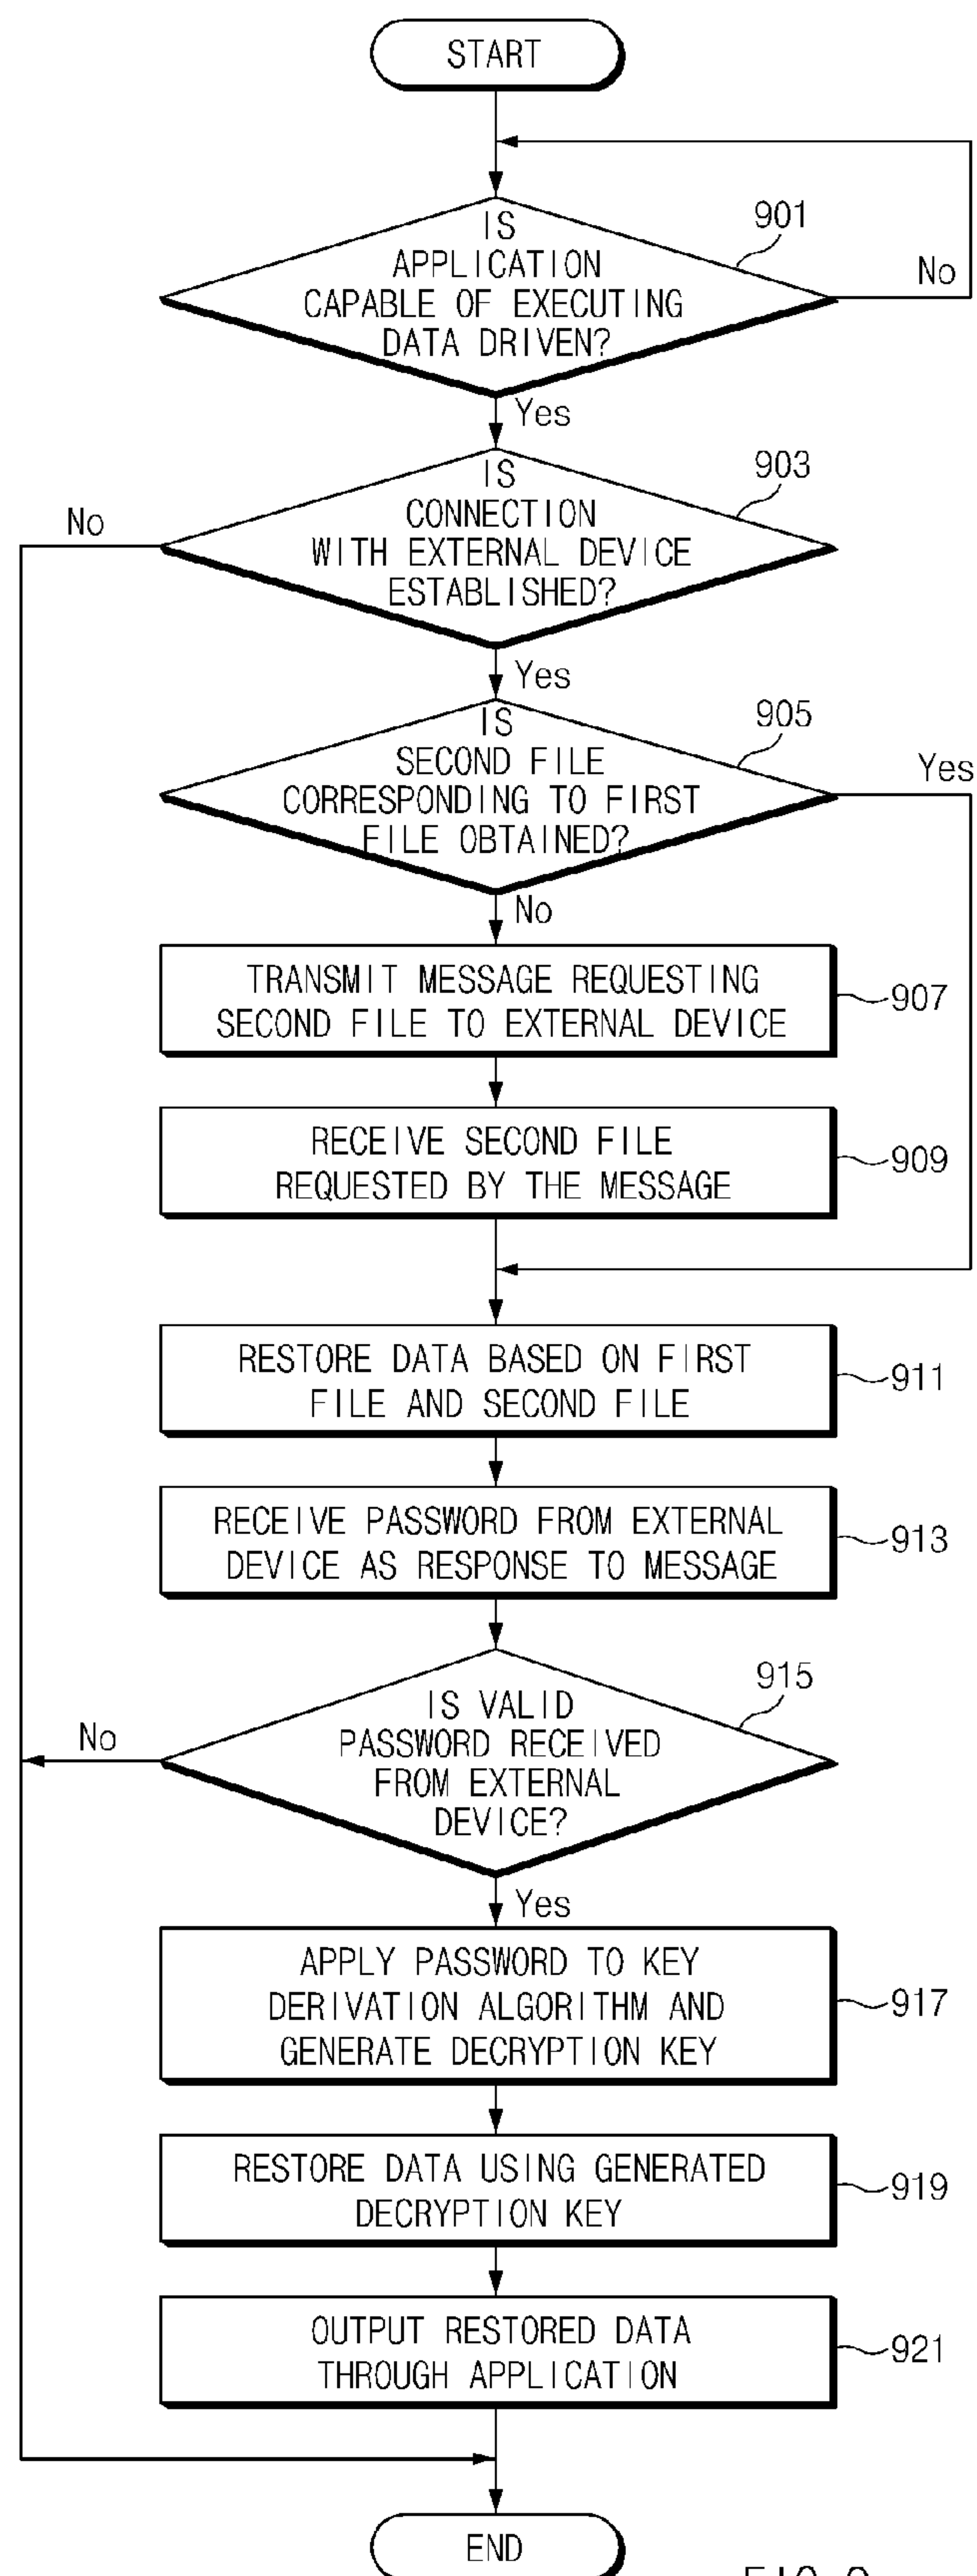 START
IS
APPLICATION
CAPABLE OF EXECUTING
DATA DRIVEN?
901
No
Yes
IS
CONNECTION
WITH EXTERNAL DEVICE
ESTABLISHED?
903
No
Yes
IS
SECOND FILE
CORRESPONDING TO FIRST
FILE OBTAINED?
905
Yes
No
TRANSMIT MESSAGE REQUESTING
SECOND FILE TO EXTERNAL DEVICE
907
RECEIVE SECOND FILE
REQUESTED BY THE MESSAGE
909
RESTORE DATA BASED ON FIRST
FILE AND SECOND FILE
911
RECEIVE PASSWORD FROM EXTERNAL
DEVICE AS RESPONSE TO MESSAGE
913
IS VALID
PASSWORD RECEIVED
FROM EXTERNAL
DEVICE?
915
No
Yes
APPLY PASSWORD TO KEY
DERIVATION ALGORITHM AND
GENERATE DECRYPTION KEY
917
RESTORE DATA USING GENERATED
DECRYPTION KEY
919
OUTPUT RESTORED DATA
THROUGH APPLICATION
921
END